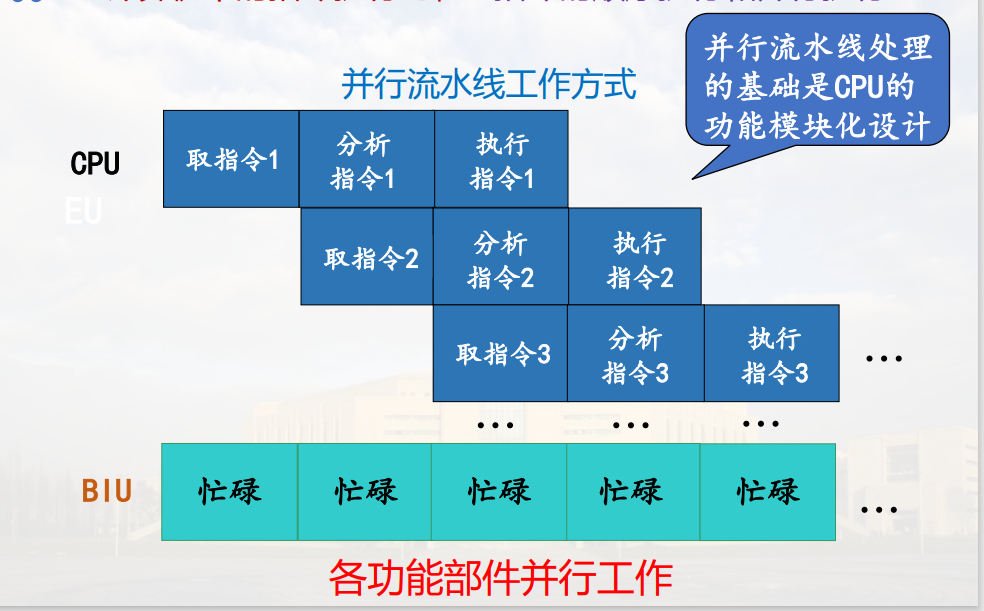 并行流水线处理
的基础是CPU的
功能模块化设计
并行流水线工作方式
CPU
EU
取指令1
分析
指令1
执行
指令1
取指令2
分析
指令2
执行
指令2
取指令3
分析
指令3
执行
指令3
...
... ... ...
BIU
忙碌
忙碌
忙碌
忙碌
忙碌
...
各功能部件并行工作